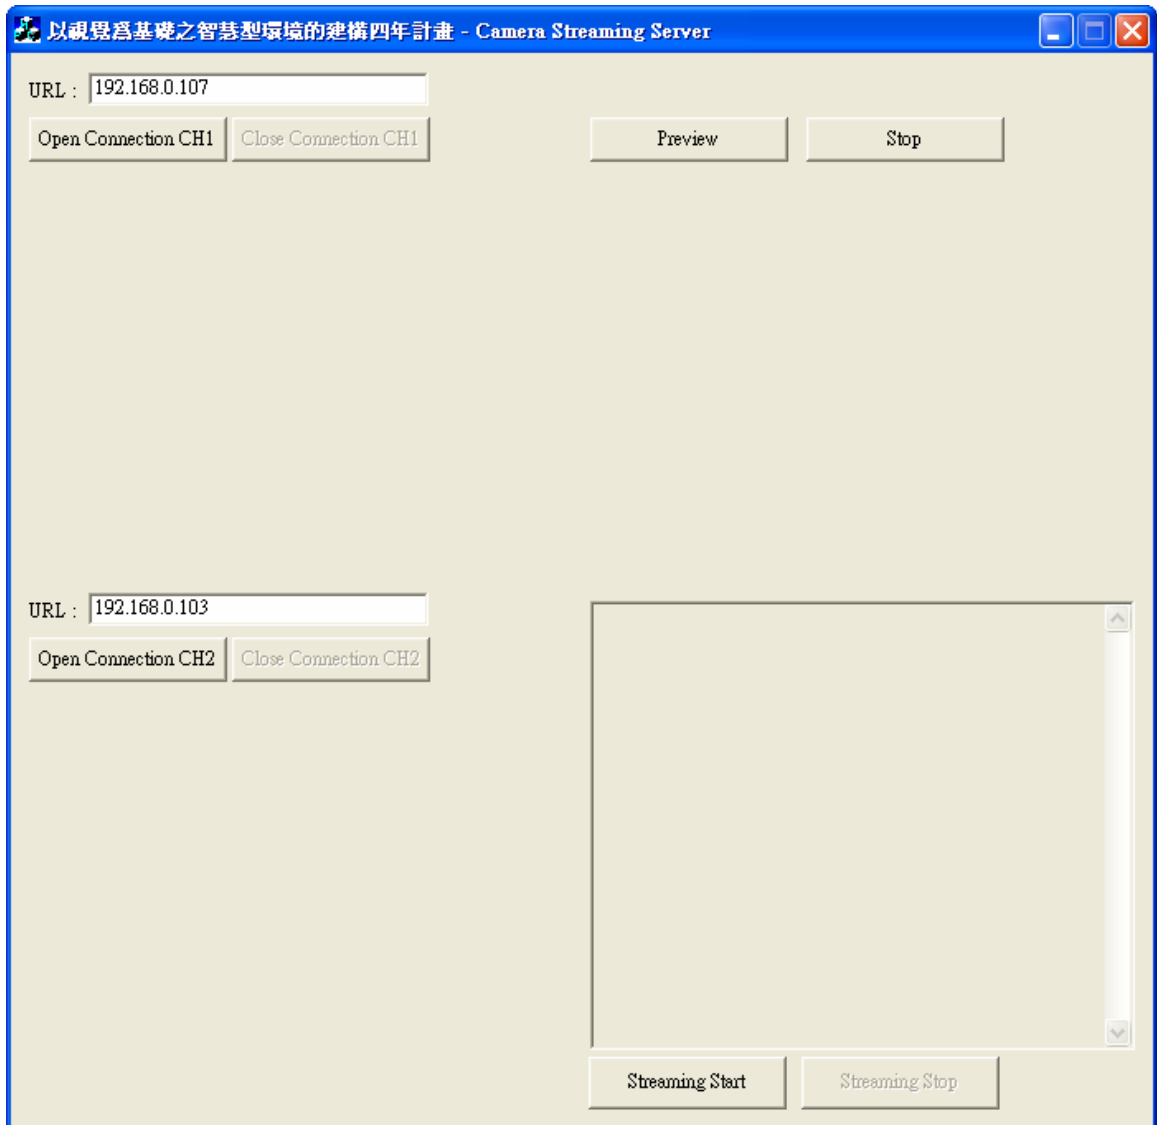 以視覺為基礎之智慧型環境的建構四年計畫 - Camera Streaming Server
URL : 192.168.0.107
Open Connection CH1 Close Connection CH1 Preview Stop
URL : 192.168.0.103
Open Connection CH2 Close Connection CH2
Streaming Start Streaming Stop